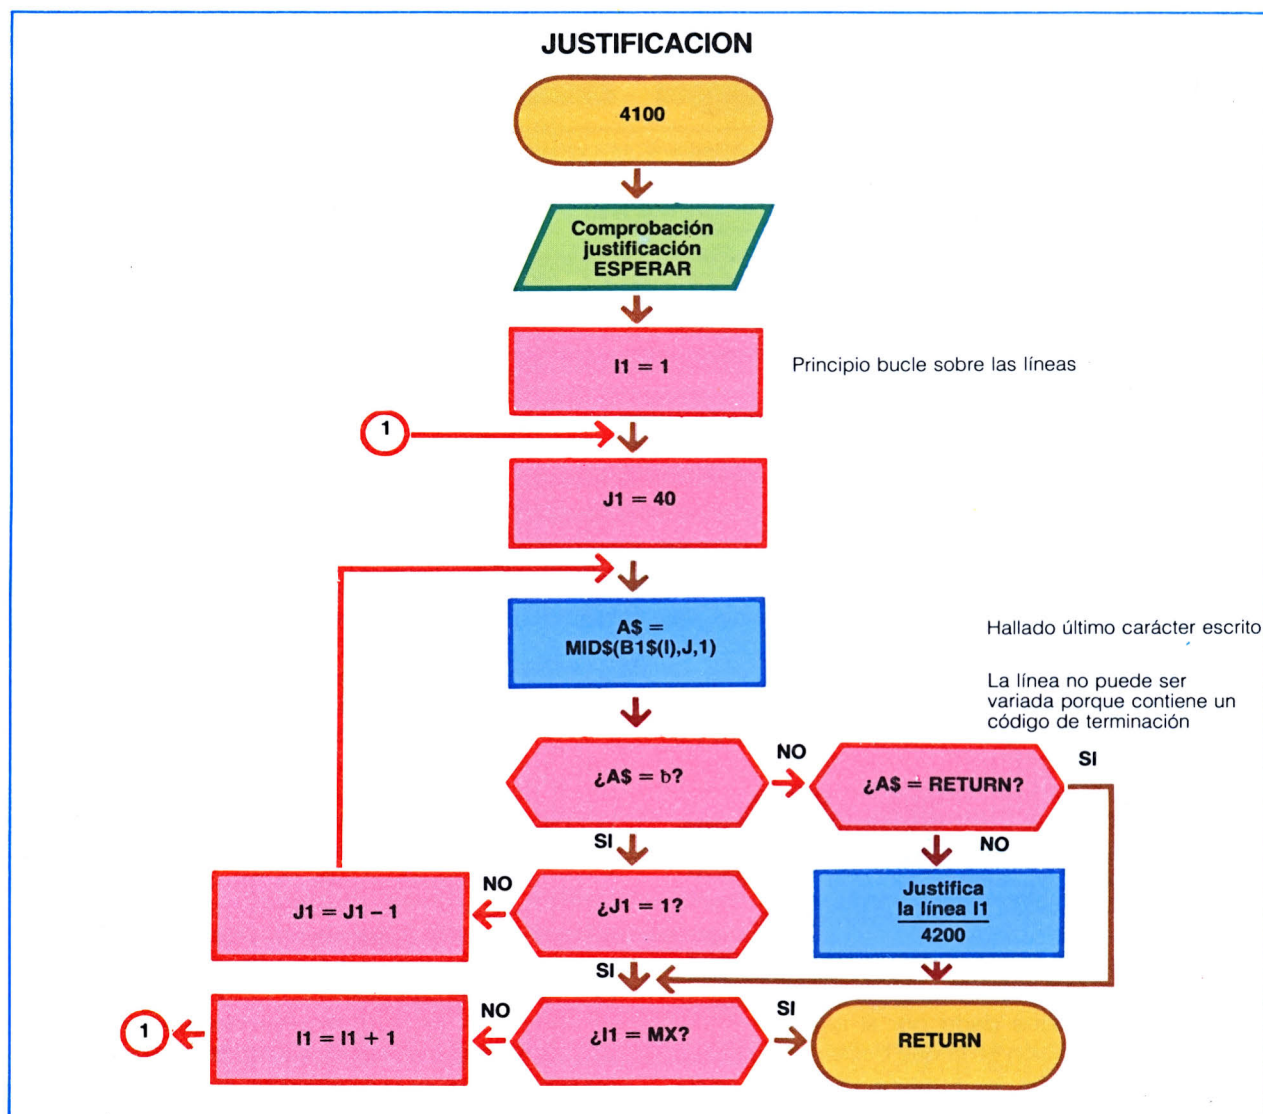 JUSTIFICACION
4100
Comprobación
justificación
ESPERAR
I1 = 1
Principio bucle sobre las líneas
1
J1 = 40
A$ =
MID$(B1$(I),J,1)
Hallado último carácter escrito
La línea no puede ser
variada porque contiene un
código de terminación
¿A$ = b?
NO
¿A$ = RETURN?
SI
SI
NO
J1 = J1 – 1
NO
¿J1 = 1?
Justifica
la línea I1
4200
SI
1
I1 = I1 + 1
NO
¿I1 = MX?
SI
RETURN